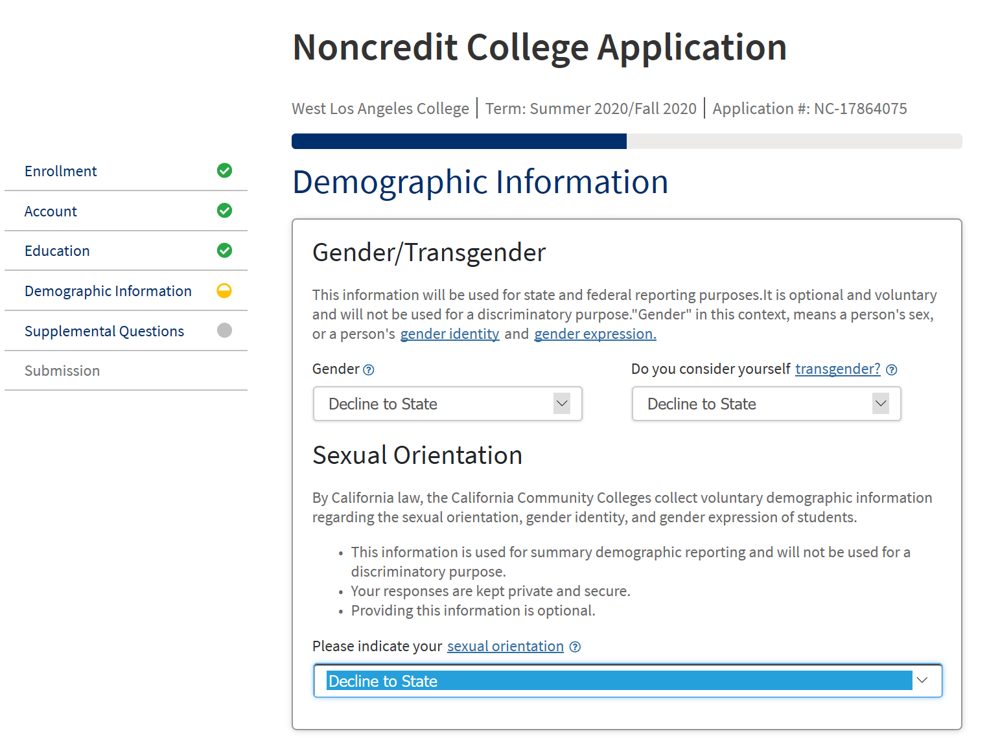 Noncredit College Application
West Los Angeles College | Term: Summer 2020/Fall 2020 | Application #: NC-17864075
Enrollment
Account
Education
Demographic Information
Supplemental Questions
Submission
Demographic Information
Gender/Transgender
This information will be used for state and federal reporting purposes.It is optional and voluntary
and will not be used for a discriminatory purpose."Gender" in this context, means a person's sex,
or a person's gender identity and gender expression.
Gender ?
Do you consider yourself transgender? ?
Decline to State
Decline to State
Sexual Orientation
By California law, the California Community Colleges collect voluntary demographic information
regarding the sexual orientation, gender identity, and gender expression of students.
• This information is used for summary demographic reporting and will not be used for a
discriminatory purpose.
• Your responses are kept private and secure.
• Providing this information is optional.
Please indicate your sexual orientation ?
Decline to State